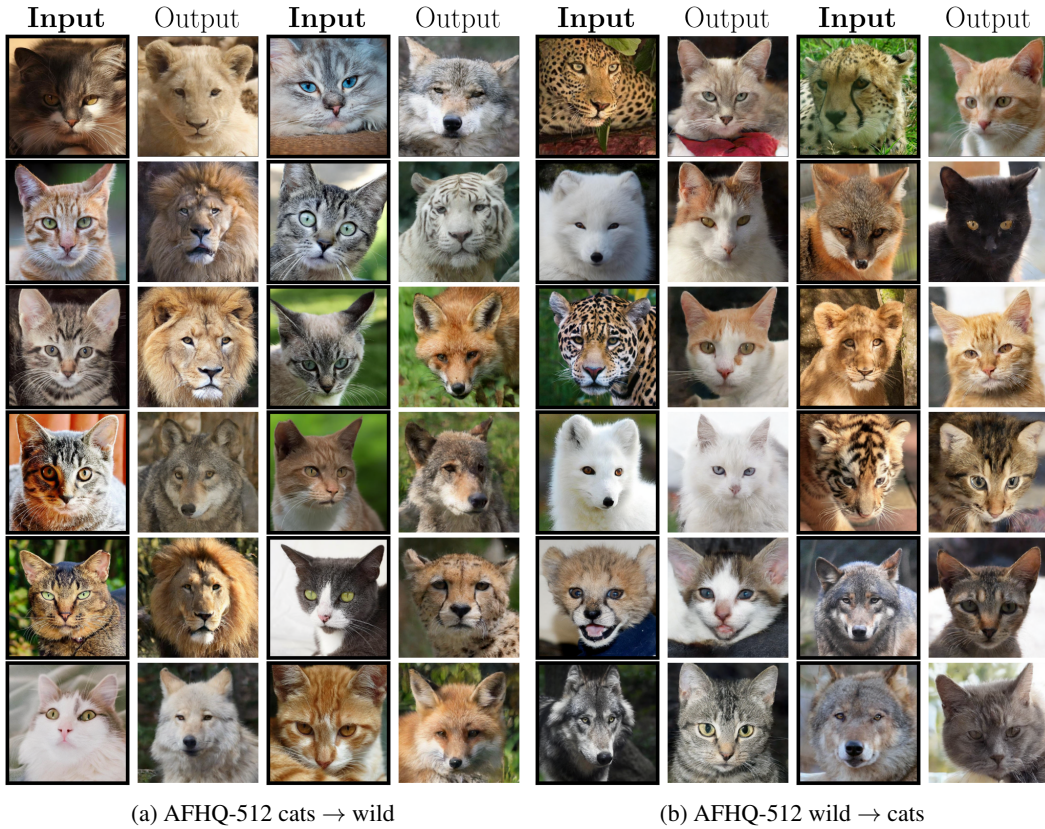 Input Output Input Output Input Output Input Output
(a) AFHQ-512 cats → wild
(b) AFHQ-512 wild → cats